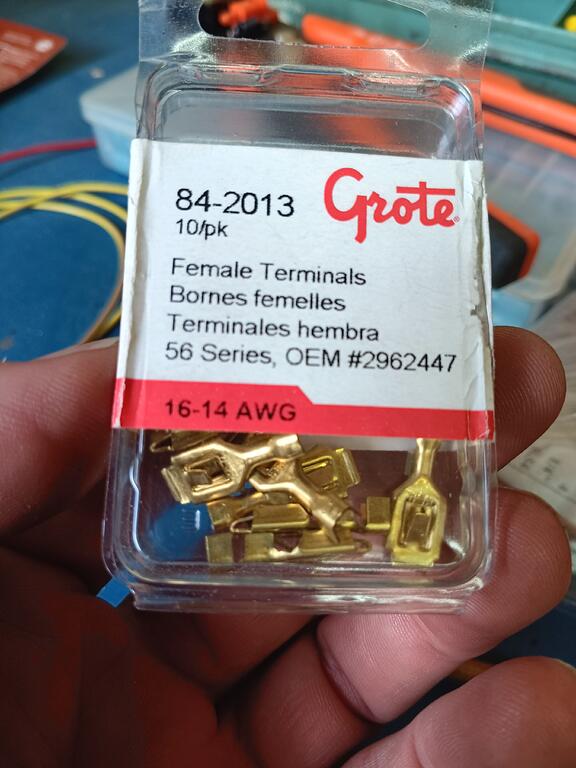 84-2013
Grote®
10/pk
Female Terminals
Bornes femelles
Terminales hembra
56 Series, OEM #2962447
16-14 AWG